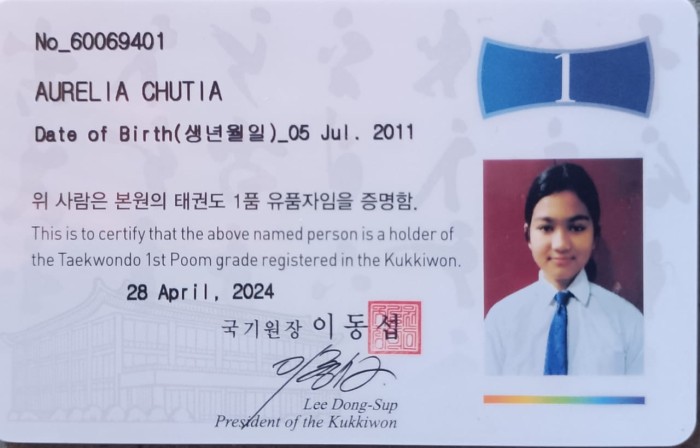 No_60069401
1
AURELIA CHUTIA
Date of Birth(생년월일)_05 Jul. 2011
위 사람은 본원의 태권도 1품 유품자임을 증명함.
This is to certify that the above named person is a holder of
the Taekwondo 1st Poom grade registered in the Kukkiwon.
28 April, 2024
국기원장 이동섭
Lee Dong-Sup
President of the Kukkiwon